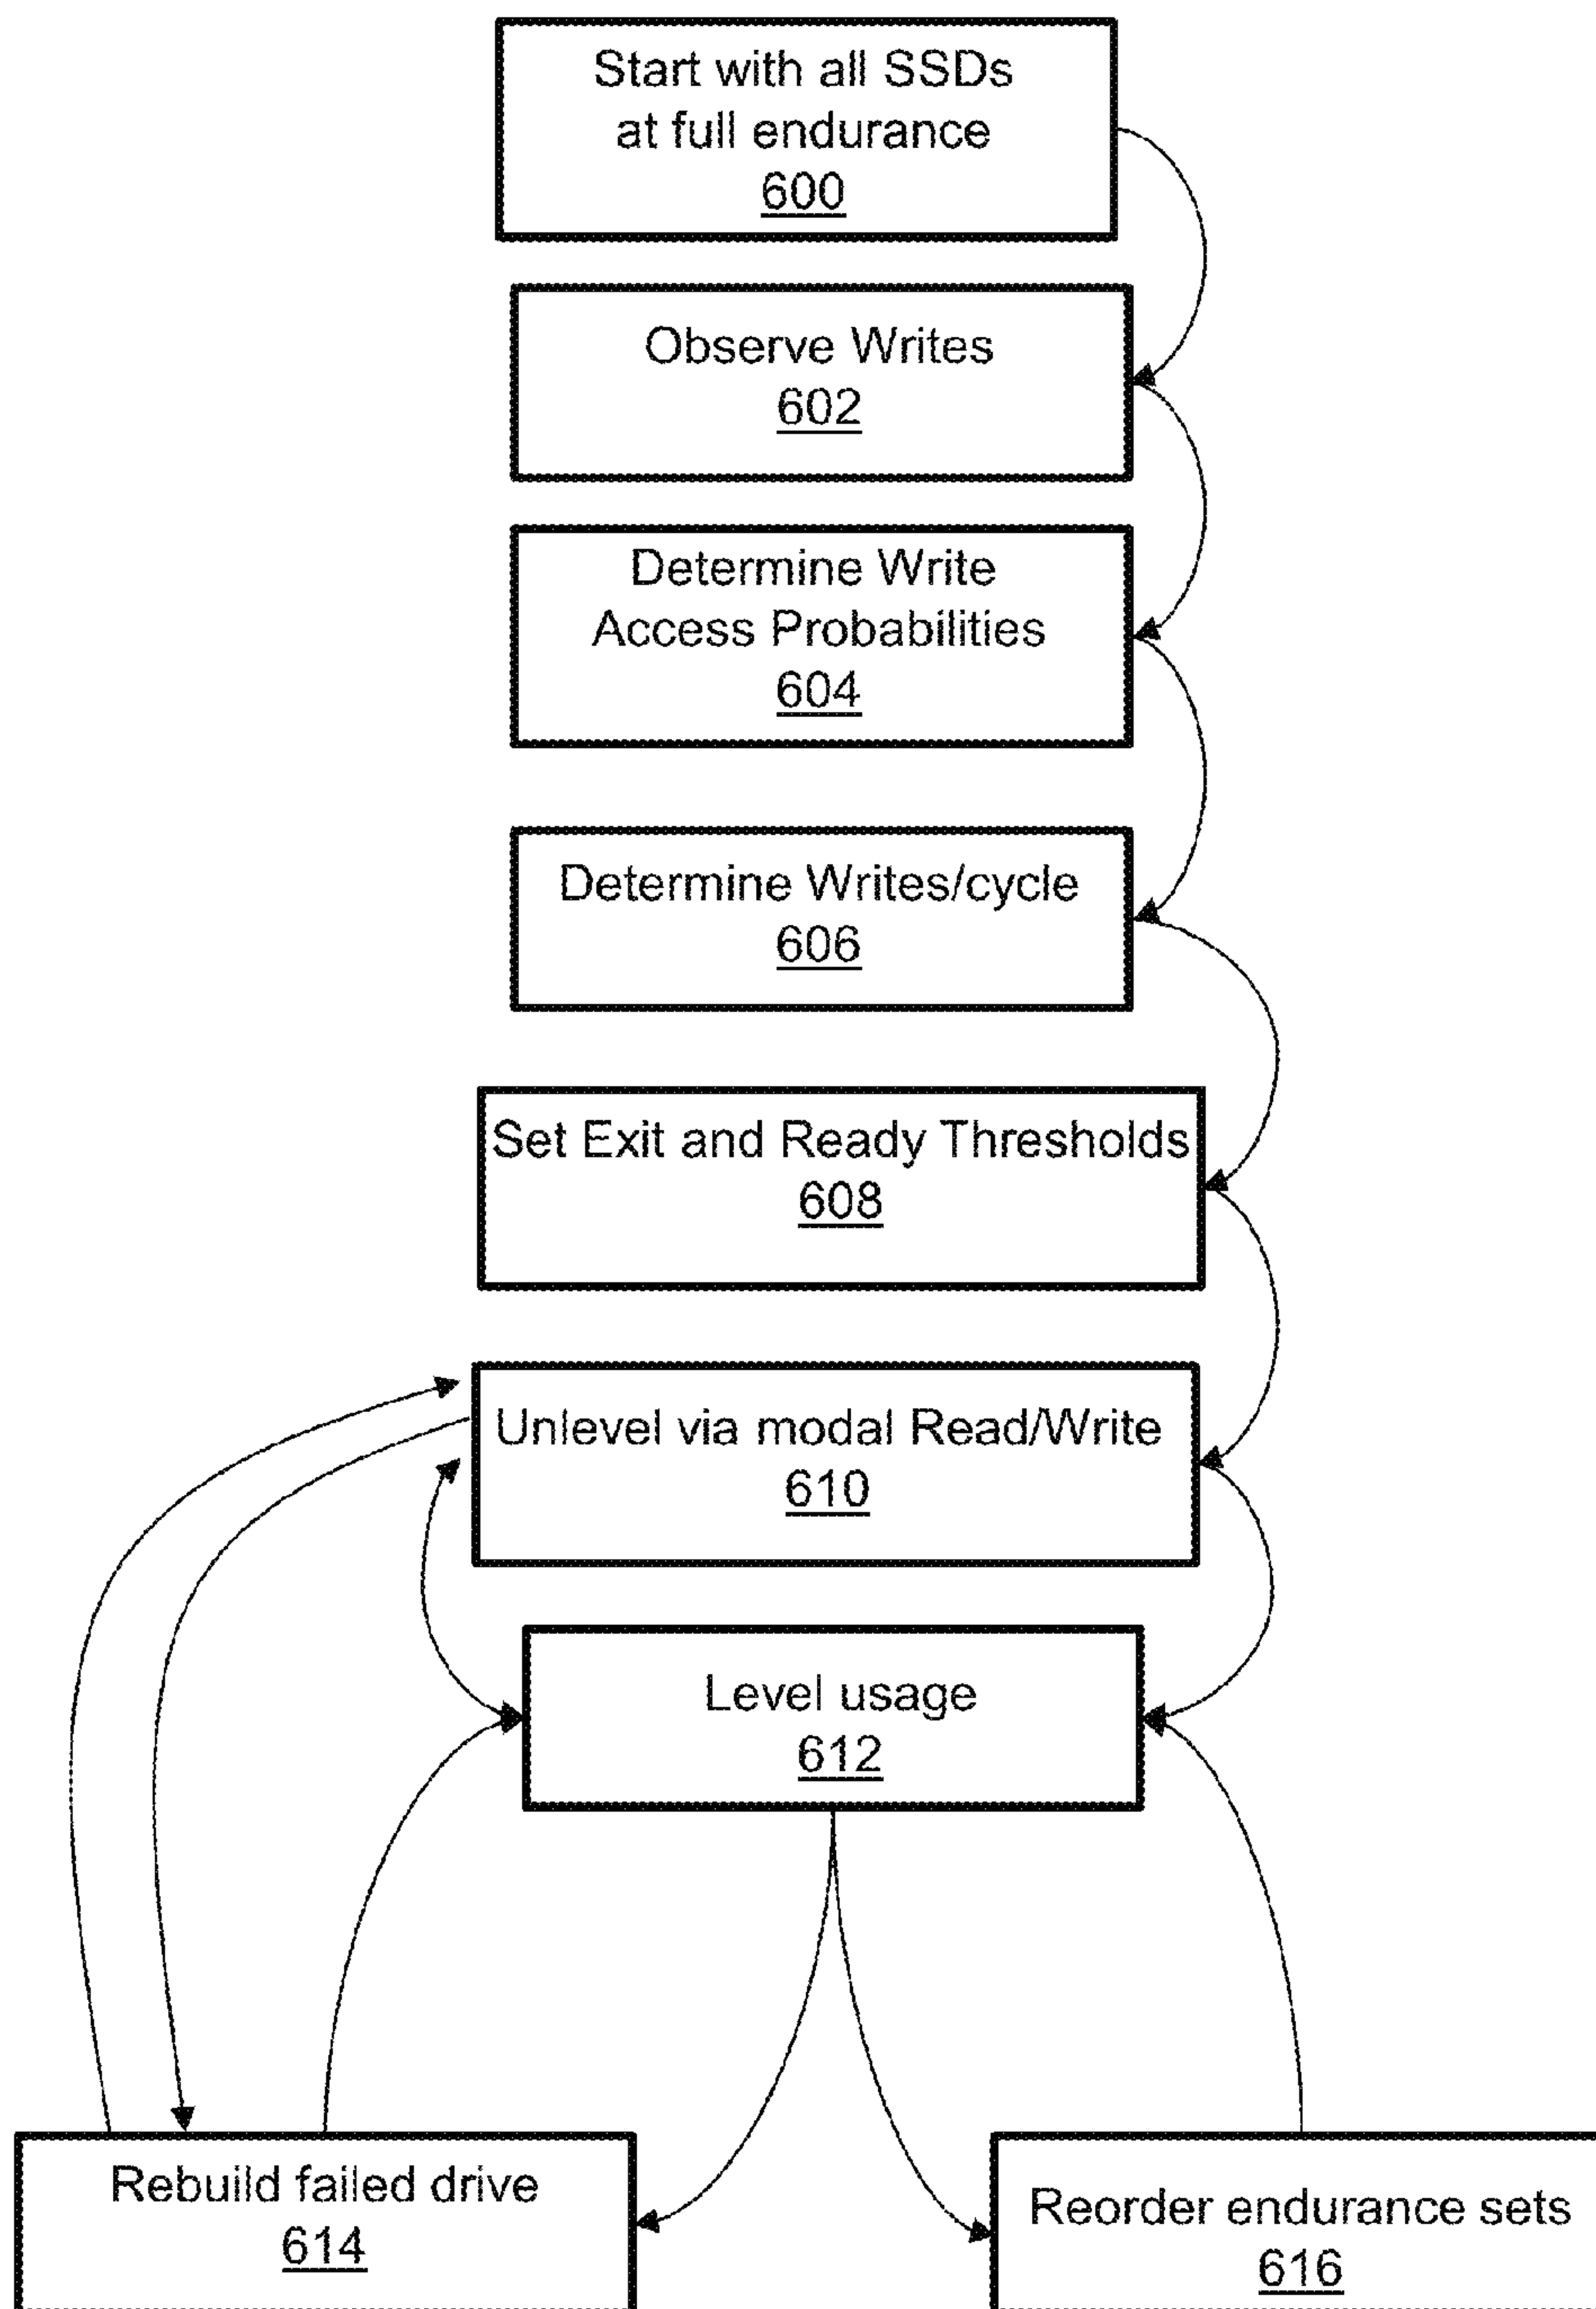 Start with all SSDs
at full endurance
600
Observe Writes
602
Determine Write
Access Probabilities
604
Determine Writes/cycle
606
Set Exit and Ready Thresholds
608
Unlevel via modal Read/Write
610
Level usage
612
Rebuild failed drive
614
Reorder endurance sets
616